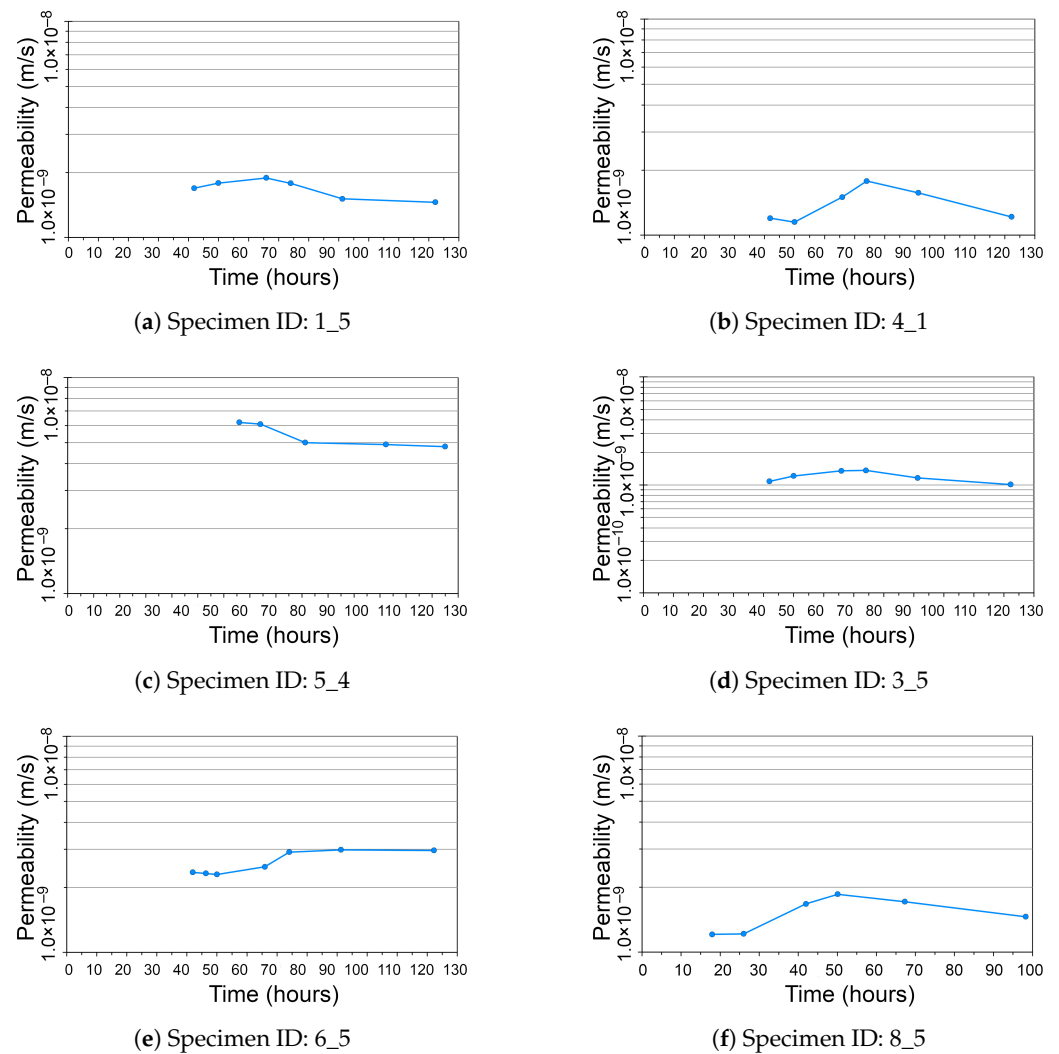 Permeability (m/s)
1.0×10⁻⁸
1.0×10⁻⁹
0 10 20 30 40 50 60 70 80 90 100 110 120 130
Time (hours)
(a) Specimen ID: 1_5
Permeability (m/s)
1.0×10⁻⁸
1.0×10⁻⁹
0 10 20 30 40 50 60 70 80 90 100 110 120 130
Time (hours)
(b) Specimen ID: 4_1
Permeability (m/s)
1.0×10⁻⁸
1.0×10⁻⁹
0 10 20 30 40 50 60 70 80 90 100 110 120 130
Time (hours)
(c) Specimen ID: 5_4
Permeability (m/s)
1.0×10⁻⁸
1.0×10⁻⁹
1.0×10⁻¹⁰
0 10 20 30 40 50 60 70 80 90 100 110 120 130
Time (hours)
(d) Specimen ID: 3_5
Permeability (m/s)
1.0×10⁻⁸
1.0×10⁻⁹
0 10 20 30 40 50 60 70 80 90 100 110 120 130
Time (hours)
(e) Specimen ID: 6_5
Permeability (m/s)
1.0×10⁻⁸
1.0×10⁻⁹
0 10 20 30 40 50 60 70 80 90 100
Time (hours)
(f) Specimen ID: 8_5